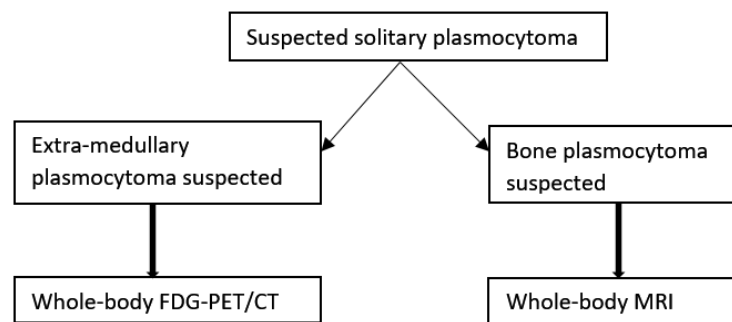 Suspected solitary plasmocytoma
Extra-medullary
plasmocytoma suspected
Bone plasmocytoma
suspected
Whole-body FDG-PET/CT
Whole-body MRI